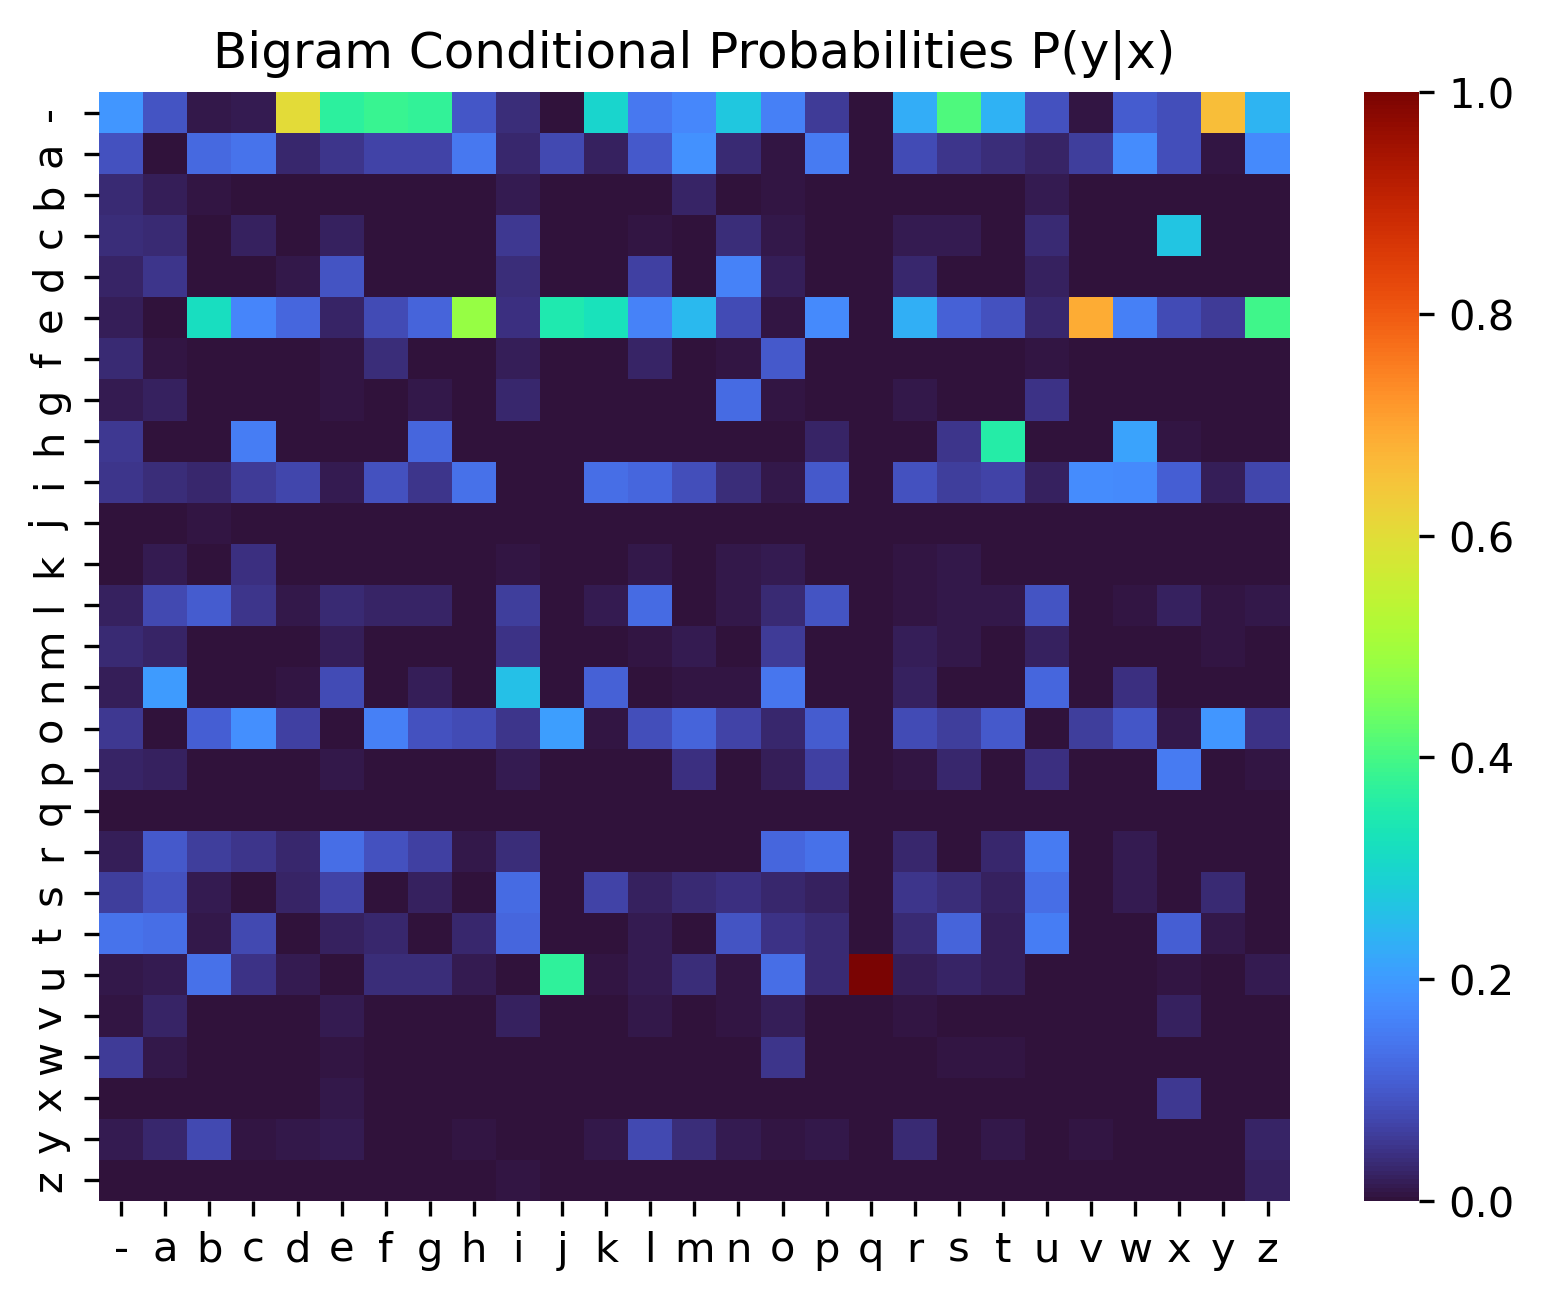 Bigram Conditional Probabilities P(y|x)
-
a
b
c
d
e
f
g
h
i
j
k
l
m
n
o
p
q
r
s
t
u
v
w
x
y
z
- a b c d e f g h i j k l m n o p q r s t u v w x y z
1.0
0.8
0.6
0.4
0.2
0.0